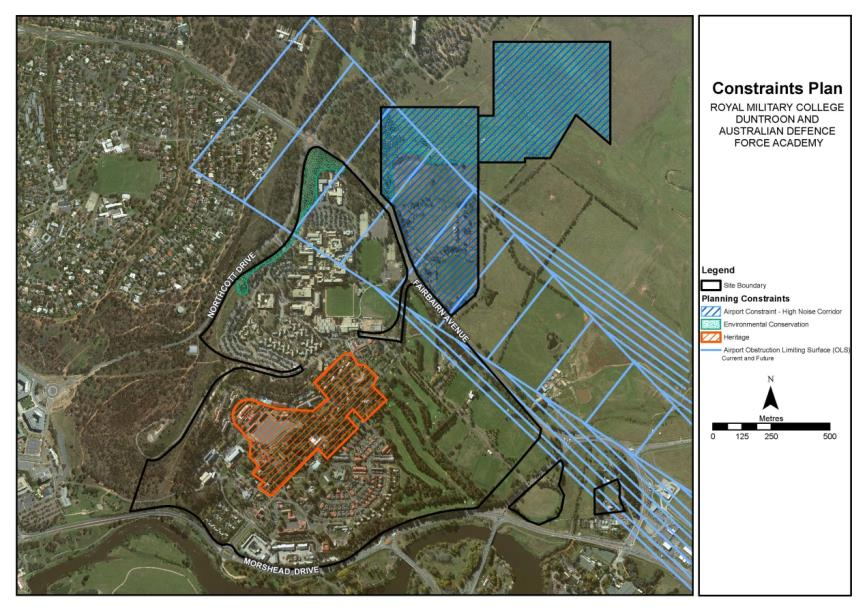 Constraints Plan
ROYAL MILITARY COLLEGE
DUNTROON AND
AUSTRALIAN DEFENCE
FORCE ACADEMY
NORTHCOTT DRIVE
FAIRBAIRN AVENUE
MORSHEAD DRIVE
Legend
Site Boundary
Planning Constraints
Airport Constraint - High Noise Corridor
Environmental Conservation
Heritage
Airport Obstruction Limiting Surface (OLS)
Current and Future
N
Metres
0 125 250 500